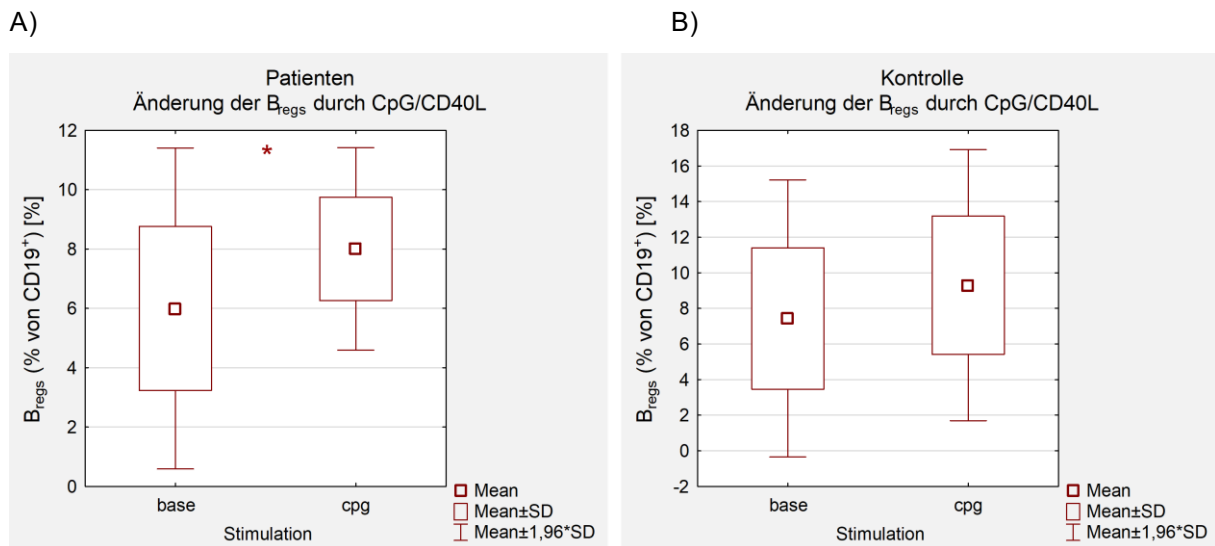 A)
Patienten
Änderung der Bregs durch CpG/CD40L
Bregs (% von CD19+) [%]
12
10
8
6
4
2
0
*
base
cpg
Stimulation
Mean
Mean±SD
Mean±1,96*SD
B)
Kontrolle
Änderung der Bregs durch CpG/CD40L
Bregs (% von CD19+) [%]
18
16
14
12
10
8
6
4
2
0
-2
base
cpg
Stimulation
Mean
Mean±SD
Mean±1,96*SD